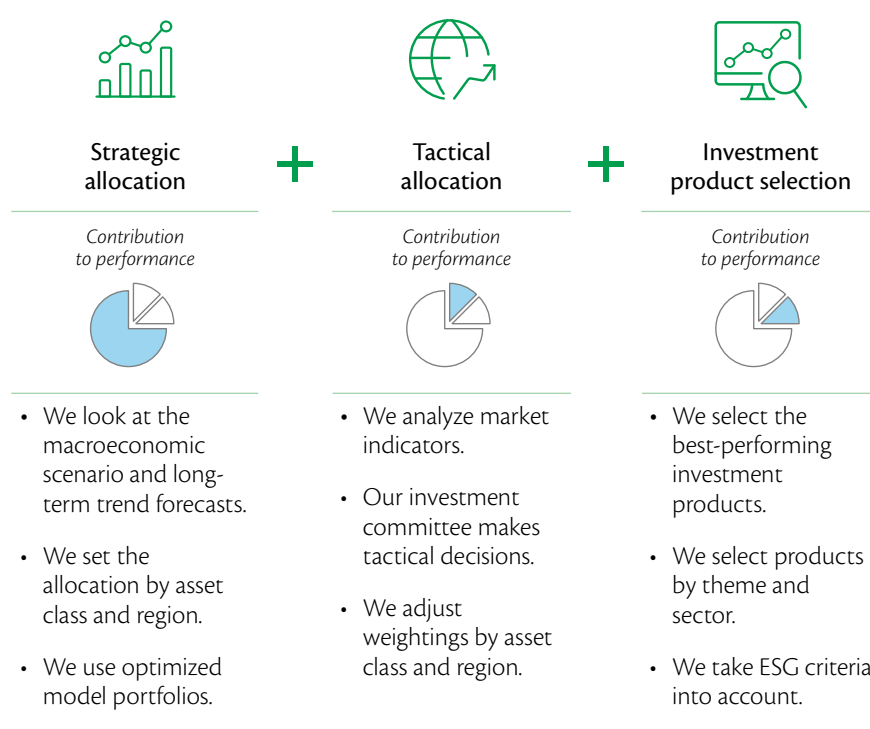 Strategic
allocation
Tactical
allocation
Investment
product selection
Contribution
to performance
Contribution
to performance
Contribution
to performance
• We look at the
macroeconomic
scenario and long-
term trend forecasts.
• We set the
allocation by asset
class and region.
• We use optimized
model portfolios.
• We analyze market
indicators.
• Our investment
committee makes
tactical decisions.
• We adjust
weightings by asset
class and region.
• We select the
best-performing
investment
products.
• We select products
by theme and
sector.
• We take ESG criteria
into account.